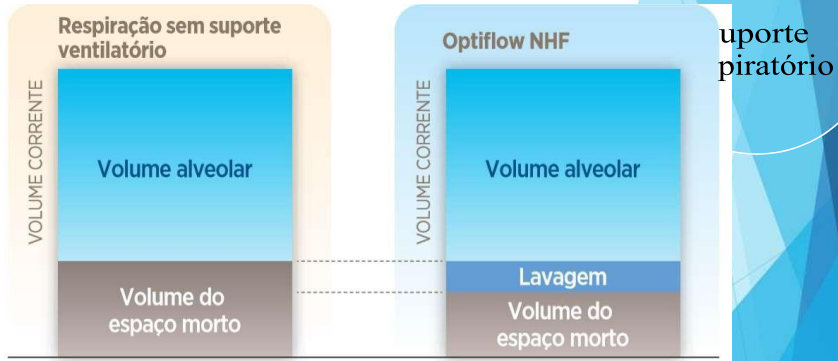 Respiração sem suporte
ventilatório
VOLUME CORRENTE
Volume alveolar
Volume do
espaço morto
Optiflow NHF
VOLUME CORRENTE
Volume alveolar
Lavagem
Volume do
espaço morto
uporte
piratório